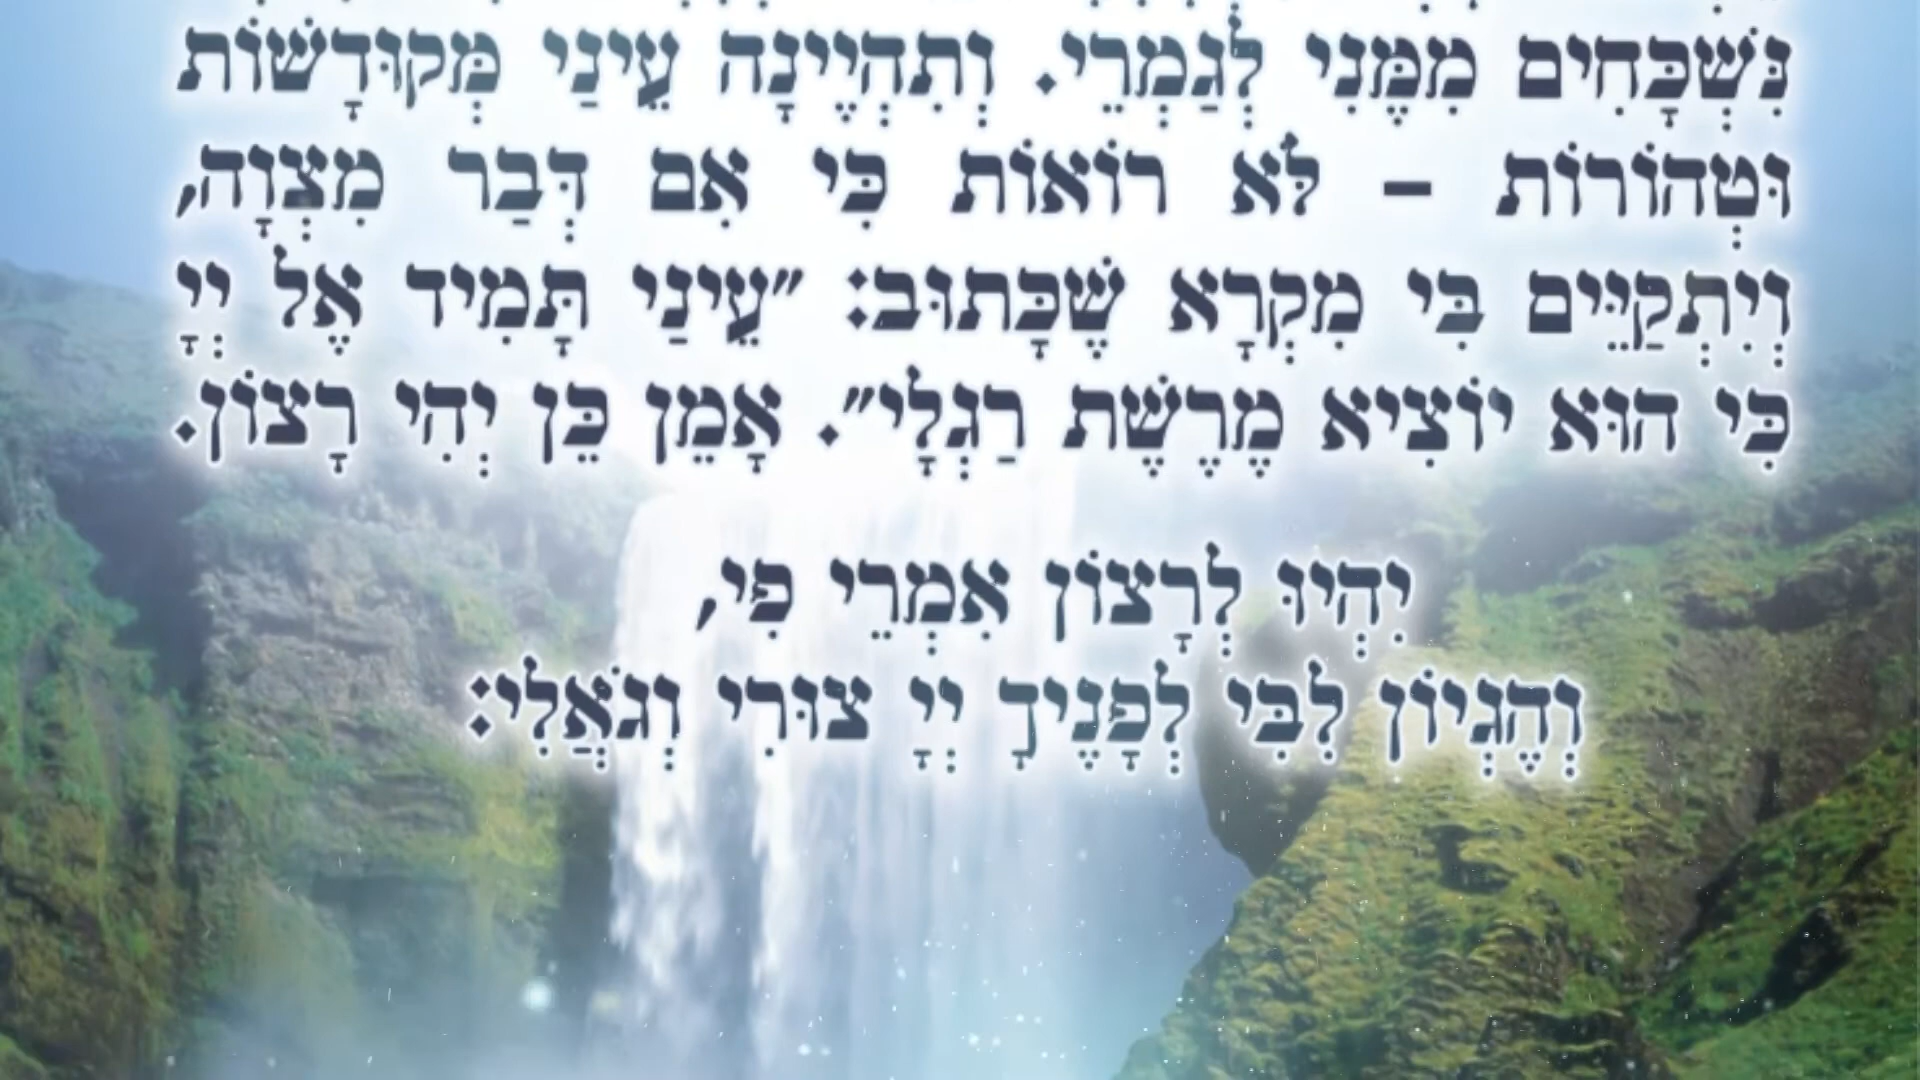 נִּשְׁכָּחִים מִמֶּנִּי לְגַמְרֵי. וְתִהְיֶינָה עֵינַי מְּקוּדָשׁוֹת
וּטְהוֹרוֹת – לֹּא רוֹאוֹת כִּי אִם דְּבַר מִצְוָה,
וְיִתְקַיֵּים בִּי מִקְרָא שֶׁכָּתוּב: "עֵינַי תָּמִיד אֶל יְיָ
כִּי הוּא יוֹצִיא מֶרֶשֶׁת רַגְלָי". אָמֵן כֵּן יְהִי רָצוֹן.
יִהְיוּ לְרָצוֹן אִמְרֵי פִי,
וְהֶגְיוֹן לִבִּי לְפָנֶיךָ יְיָ צוּרִי וְגֹאֲלִי: